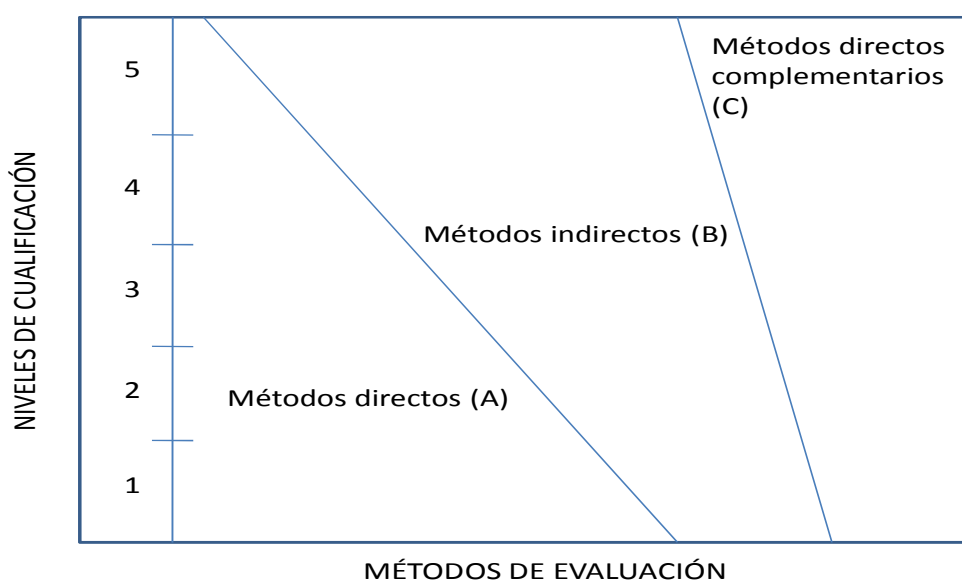 NIVELES DE CUALIFICACIÓN
5
4
3
2
1
Métodos directos
complementarios
(C)
Métodos indirectos (B)
Métodos directos (A)
MÉTODOS DE EVALUACIÓN